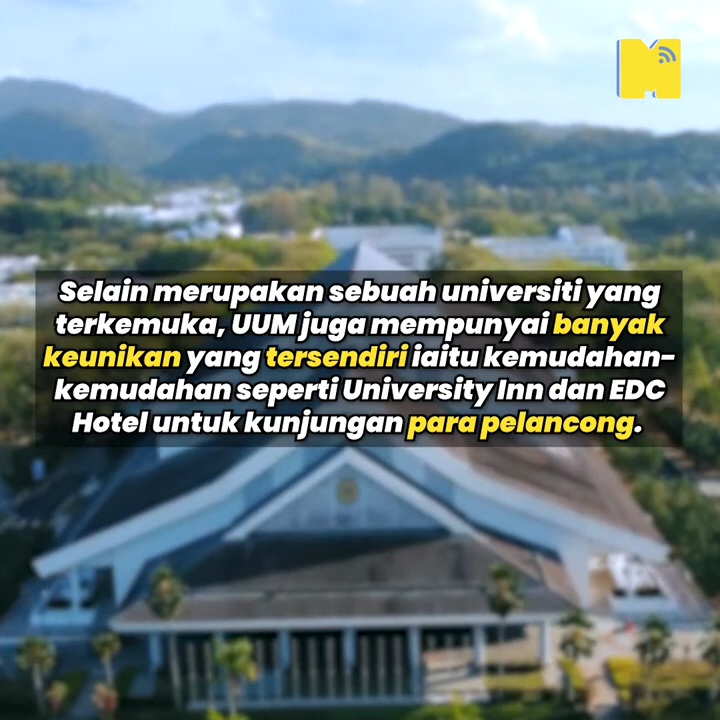 Selain merupakan sebuah universiti yang
terkemuka, UUM juga mempunyai banyak
keunikan yang tersendiri iaitu kemudahan-
kemudahan seperti University Inn dan EDC
Hotel untuk kunjungan para pelancong.